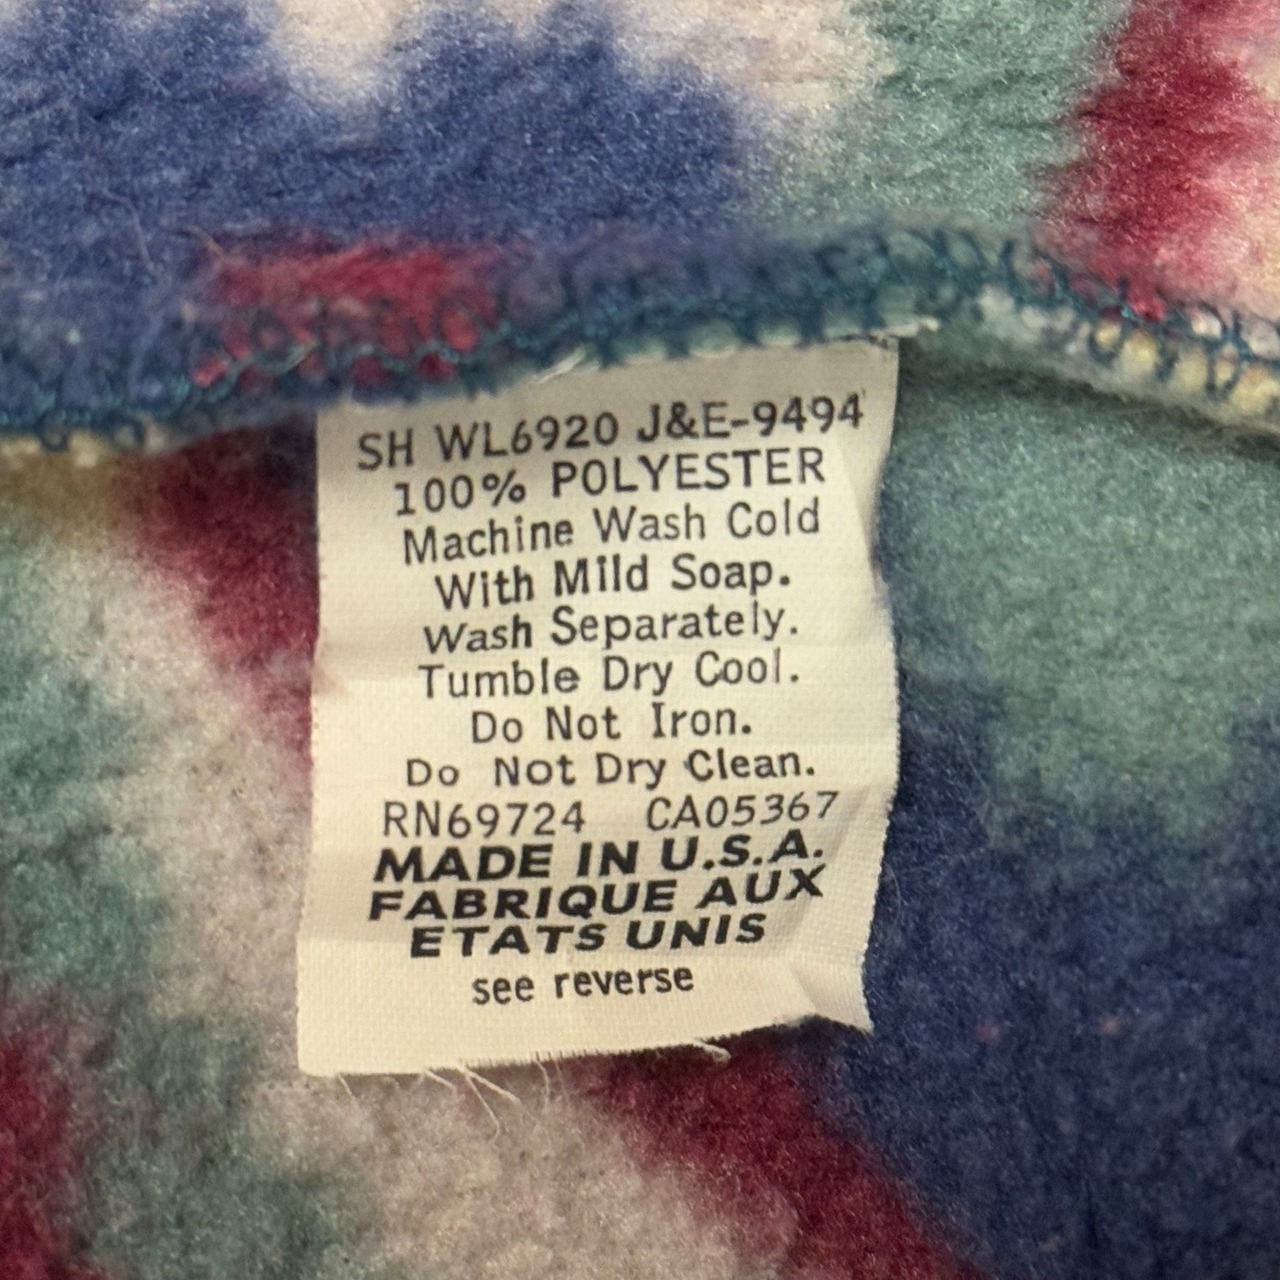 SH WL6920 J&E-9494
100% POLYESTER
Machine Wash Cold
With Mild Soap.
Wash Separately.
Tumble Dry Cool.
Do Not Iron.
Do Not Dry Clean.
RN69724 CA05367
MADE IN U.S.A.
FABRIQUE AUX
ETATS UNIS
see reverse